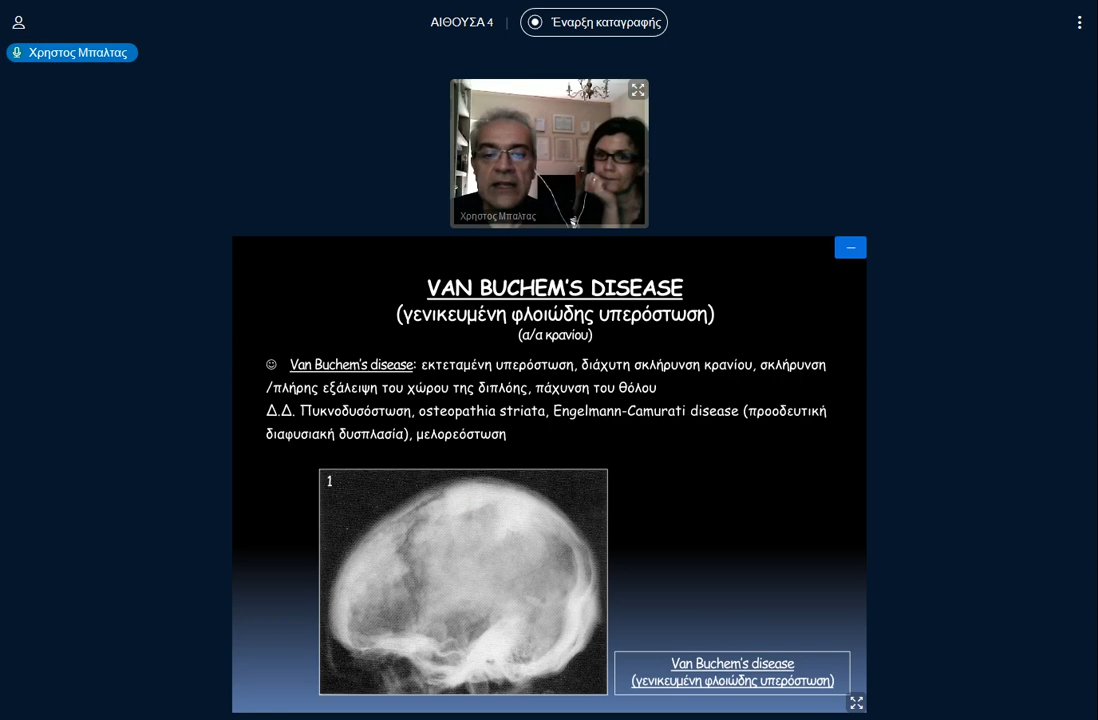 ΑΙΘΟΥΣΑ 4 | Έναρξη καταγραφής
Χρηστος Μπαλτας
Χρηστος Μπαλτας
VAN BUCHEM'S DISEASE
(γενικευμένη φλοιώδης υπερόστωση)
(α/α κρανίου)
☺ Van Buchem's disease: εκτεταμένη υπερόστωση, διάχυτη σκλήρυνση κρανίου, σκλήρυνση
/πλήρης εξάλειψη του χώρου της διπλόης, πάχυνση του θόλου
Δ.Δ. Πυκνοδυσόστωση, osteopathia striata, Engelmann-Camurati disease (προοδευτική
διαφυσιακή δυσπλασία), μελορεόστωση
1
Van Buchem's disease
(γενικευμένη φλοιώδης υπερόστωση)